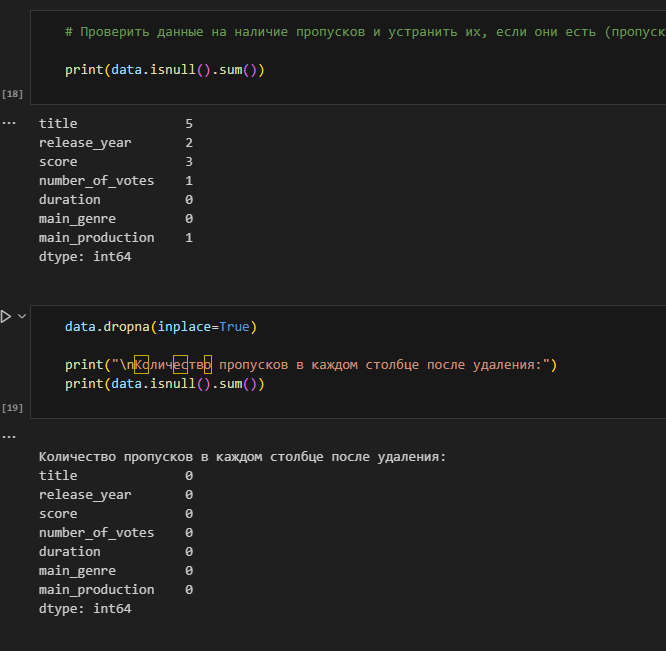 # Проверить данные на наличие пропусков и устранить их, если они есть (пропуск
print(data.isnull().sum())
[18]
...
title 5
release_year 2
score 3
number_of_votes 1
duration 0
main_genre 0
main_production 1
dtype: int64
data.dropna(inplace=True)
print("\nКоличество пропусков в каждом столбце после удаления:")
print(data.isnull().sum())
[19]
...
Количество пропусков в каждом столбце после удаления:
title 0
release_year 0
score 0
number_of_votes 0
duration 0
main_genre 0
main_production 0
dtype: int64